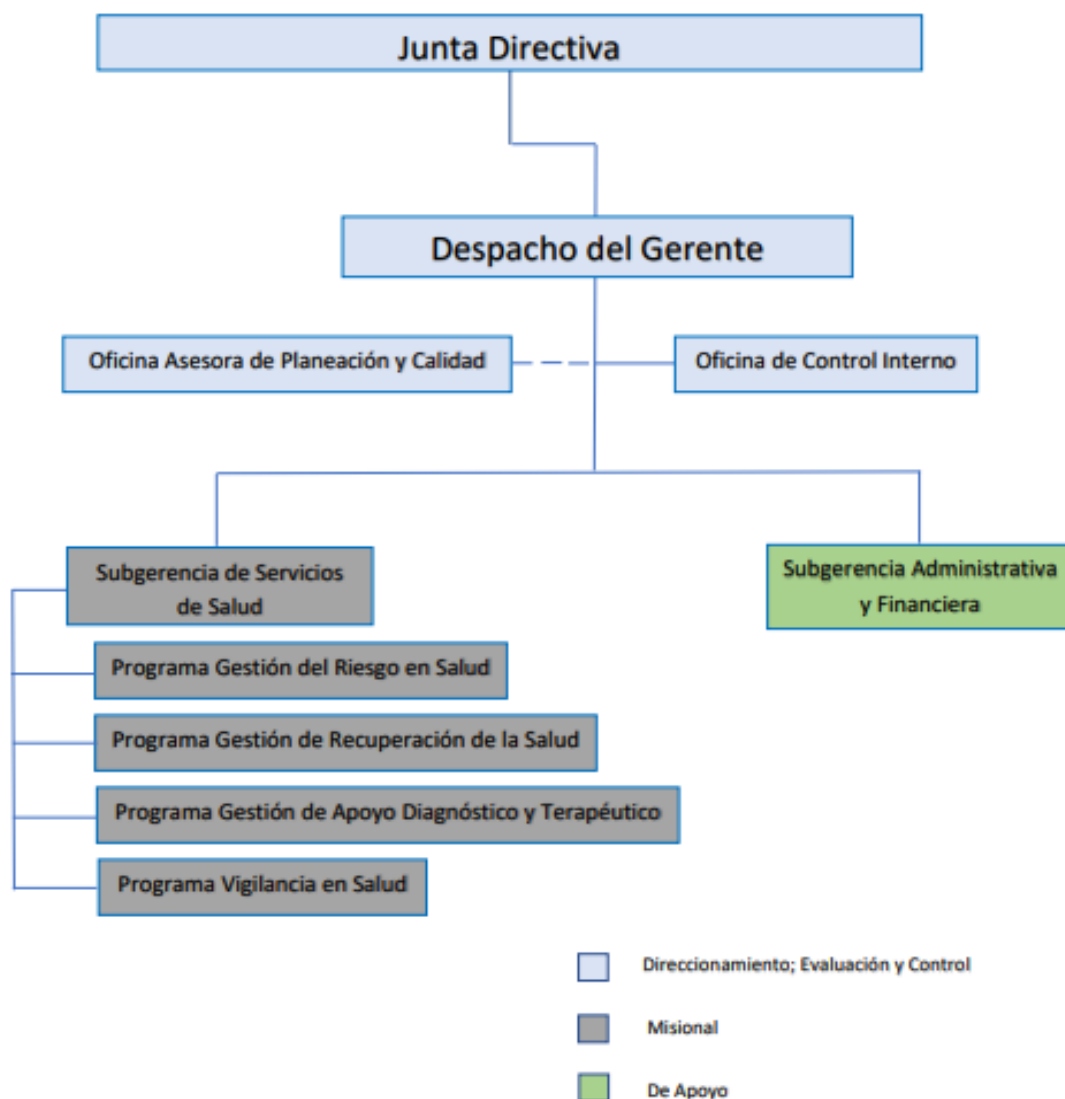 Junta Directiva
Despacho del Gerente
Oficina Asesora de Planeación y Calidad
Oficina de Control Interno
Subgerencia de Servicios
de Salud
Subgerencia Administrativa
y Financiera
Programa Gestión del Riesgo en Salud
Programa Gestión de Recuperación de la Salud
Programa Gestión de Apoyo Diagnóstico y Terapéutico
Programa Vigilancia en Salud
Direccionamiento; Evaluación y Control
Misional
De Apoyo